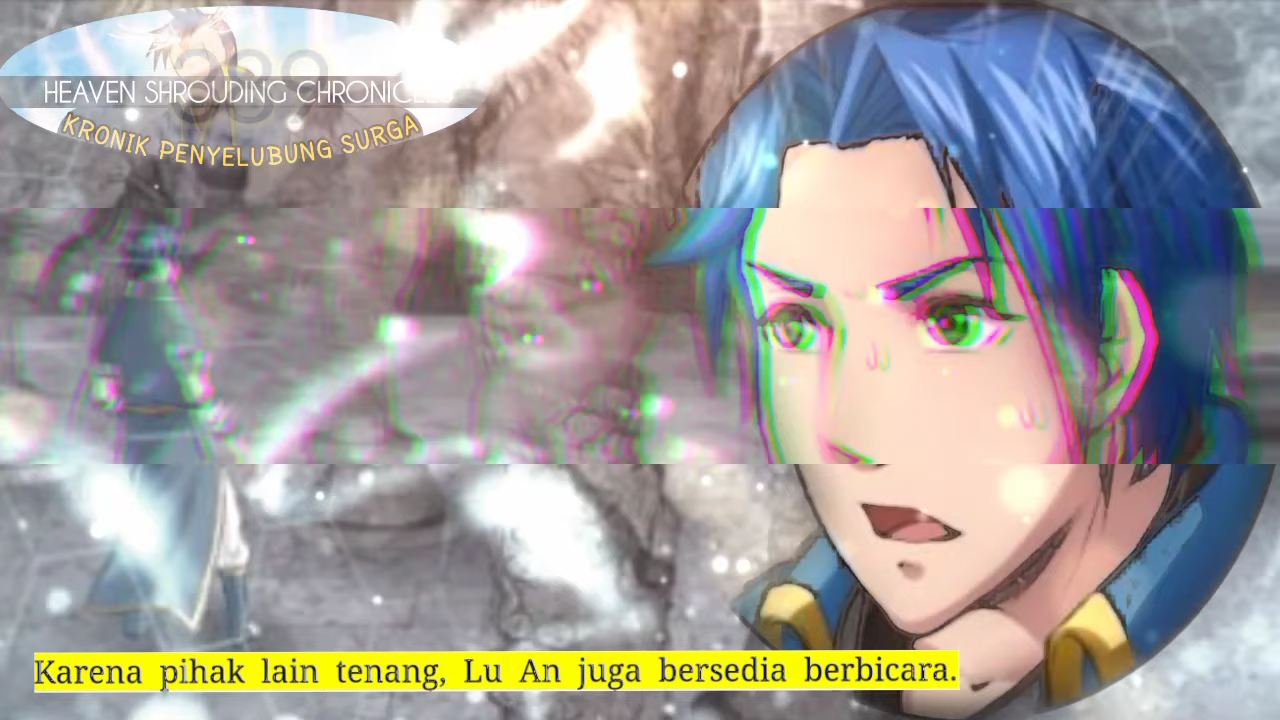 HEAVEN SHROUDING CHRONICLES
KRONIK PENYELUBUNG SURGA
Karena pihak lain tenang, Lu An juga bersedia berbicara.